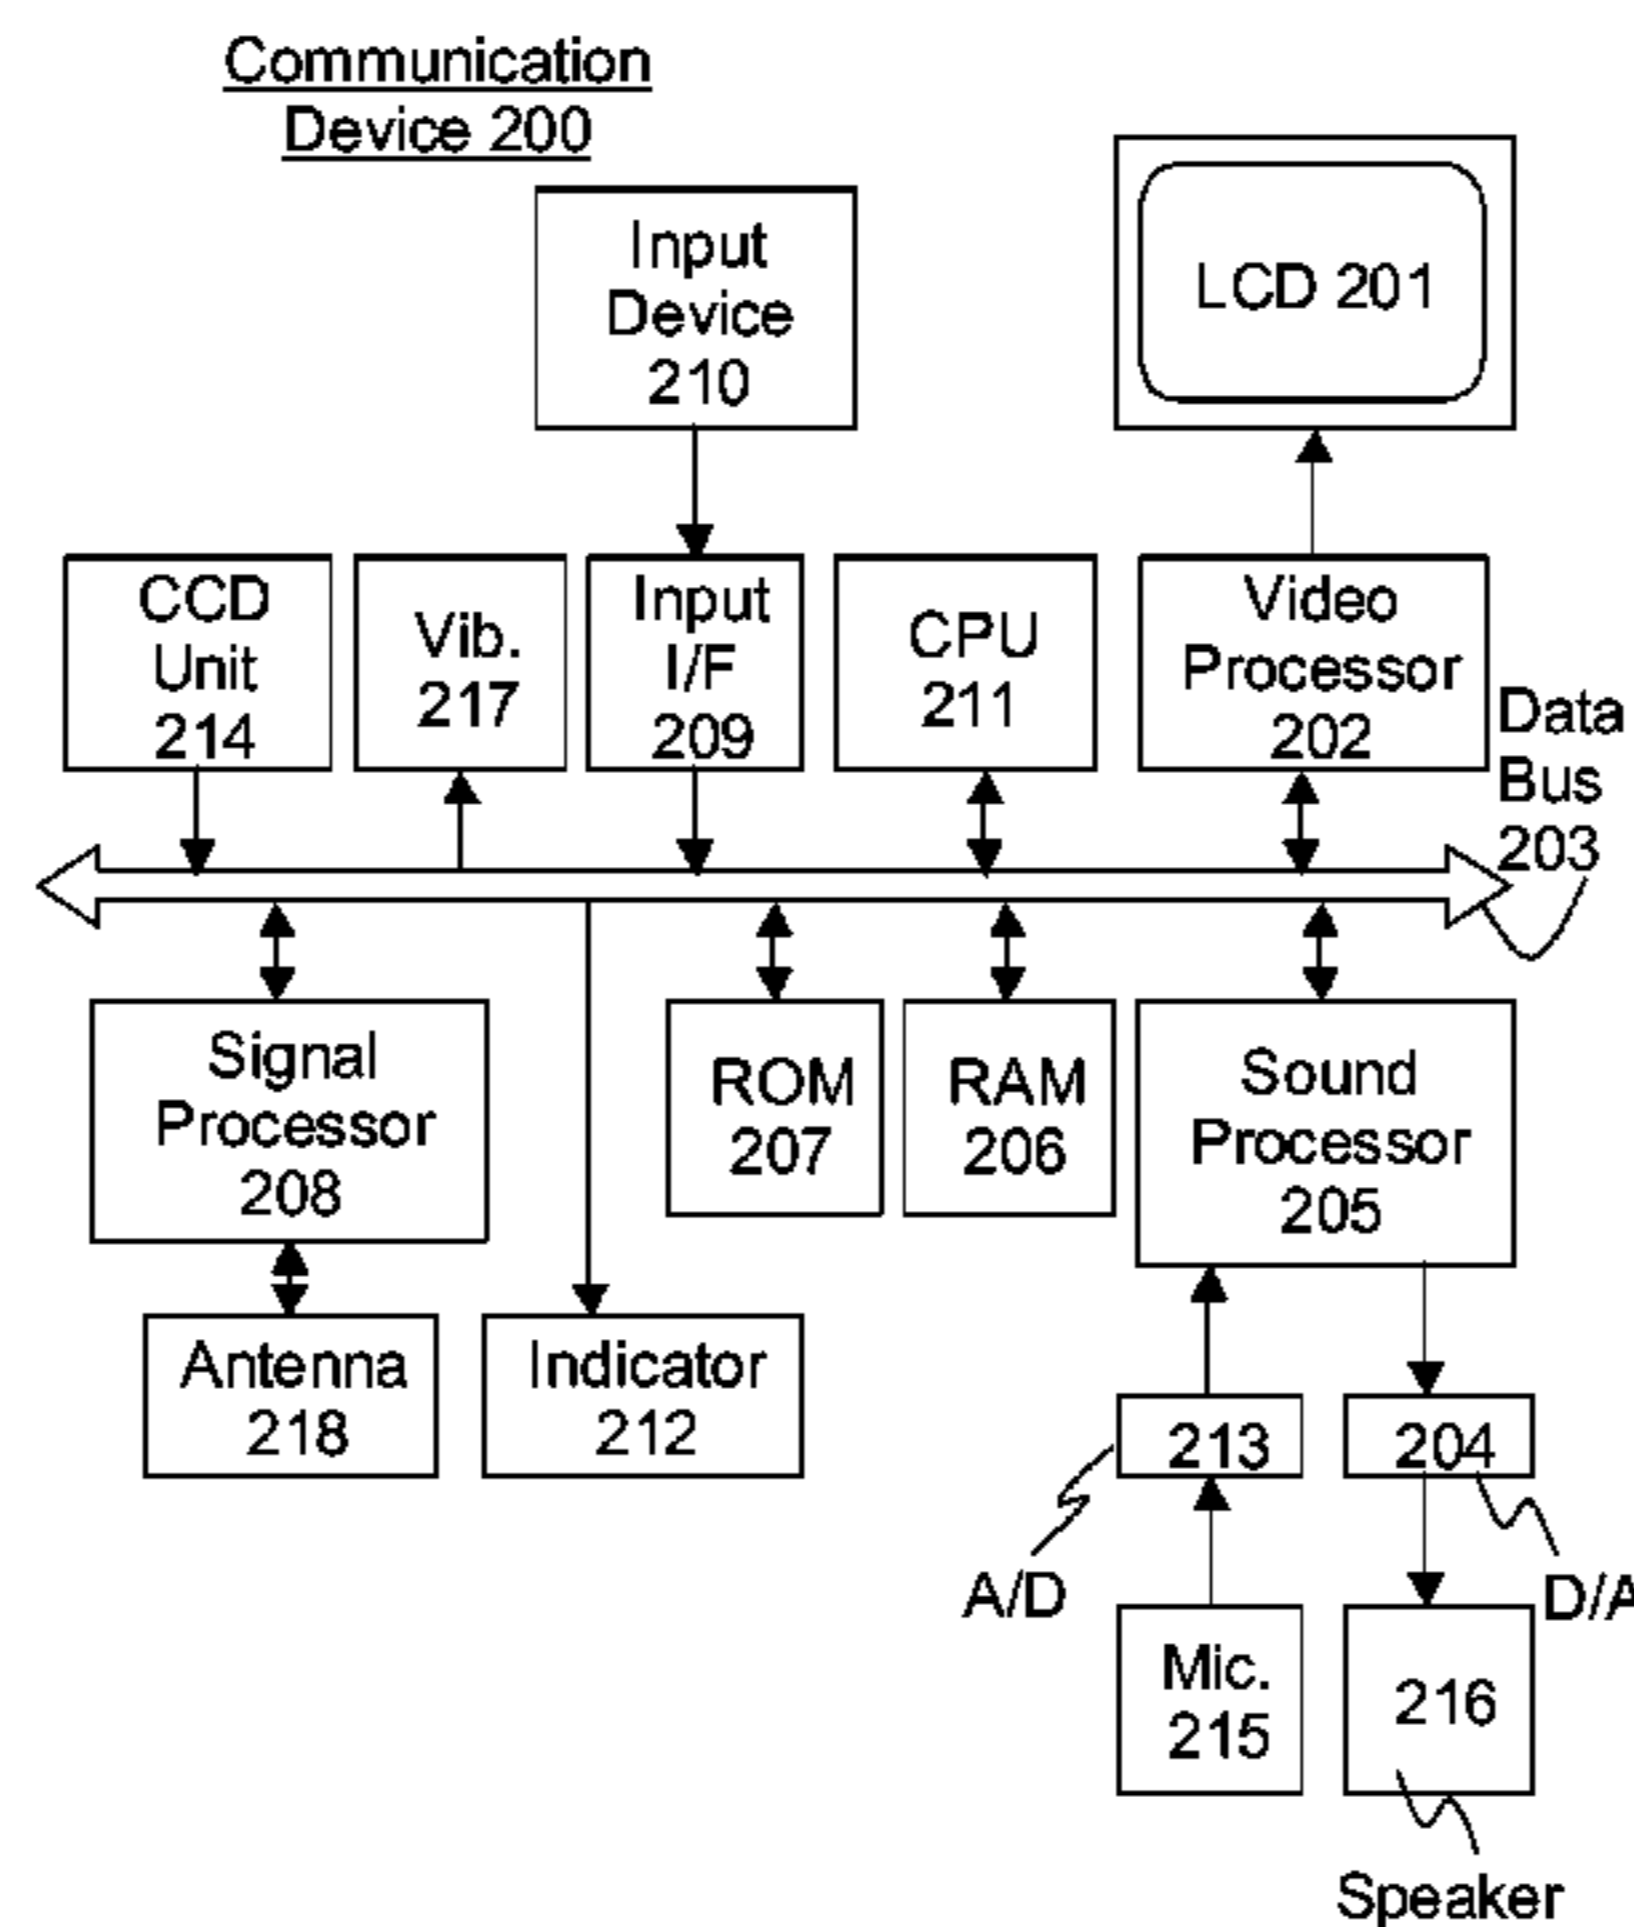 Communication
Device 200
Input
Device
210
LCD 201
CCD
Unit
214
Vib.
217
Input
I/F
209
CPU
211
Video
Processor
202
Data
Bus
203
Signal
Processor
208
ROM
207
RAM
206
Sound
Processor
205
Antenna
218
Indicator
212
213
204
A/D
D/A
Mic.
215
216
Speaker